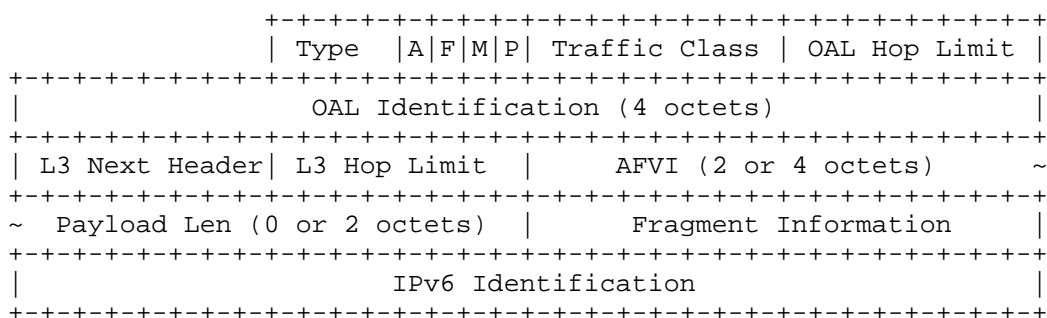 +-+-+-+-+-+-+-+-+-+-+-+-+-+-+-+-+-+-+-+-+-+-+-+-+
| Type  |A|F|M|P| Traffic Class | OAL Hop Limit |
+-+-+-+-+-+-+-+-+-+-+-+-+-+-+-+-+-+-+-+-+-+-+-+-+-+-+-+-+-+-+-+-+
|               OAL Identification (4 octets)                   |
+-+-+-+-+-+-+-+-+-+-+-+-+-+-+-+-+-+-+-+-+-+-+-+-+-+-+-+-+-+-+-+-+
| L3 Next Header| L3 Hop Limit  |     AFVI (2 or 4 octets)      ~
+-+-+-+-+-+-+-+-+-+-+-+-+-+-+-+-+-+-+-+-+-+-+-+-+-+-+-+-+-+-+-+-+
~  Payload Len (0 or 2 octets)  |      Fragment Information     |
+-+-+-+-+-+-+-+-+-+-+-+-+-+-+-+-+-+-+-+-+-+-+-+-+-+-+-+-+-+-+-+-+
|                     IPv6 Identification                       |
+-+-+-+-+-+-+-+-+-+-+-+-+-+-+-+-+-+-+-+-+-+-+-+-+-+-+-+-+-+-+-+-+